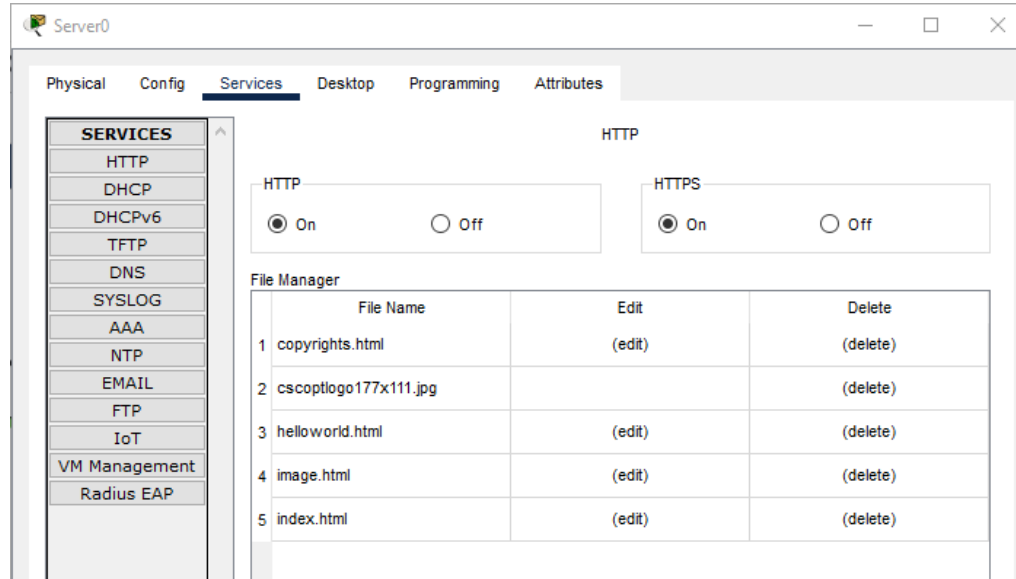 Server0
Physical Config Services Desktop Programming Attributes
SERVICES
HTTP
DHCP
DHCPv6
TFTP
DNS
SYSLOG
AAA
NTP
EMAIL
FTP
IoT
VM Management
Radius EAP
HTTP
HTTP
On Off
HTTPS
On Off
File Manager
File Name Edit Delete
1 copyrights.html (edit) (delete)
2 cscoptlogo177x111.jpg (delete)
3 helloworld.html (edit) (delete)
4 image.html (edit) (delete)
5 index.html (edit) (delete)